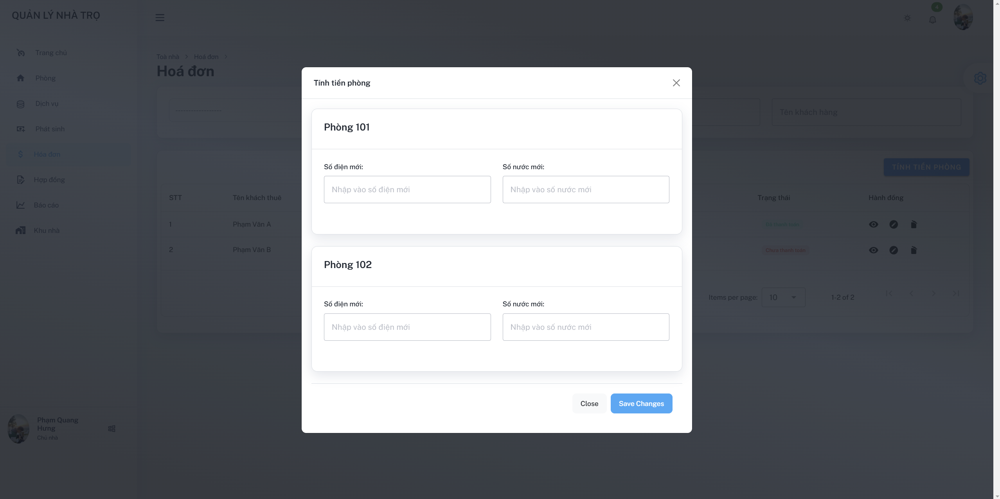 QUẢN LÝ NHÀ TRỌ
4
Trang chủ
Phòng
Dịch vụ
Phát sinh
Hóa đơn
Hợp đồng
Báo cáo
Khu nhà
Phạm Quang
Hưng
Chủ nhà
Toà nhà > Hoá đơn >
Hoá đơn
------------------
Tên khách hàng
TÍNH TIỀN PHÒNG
STT Tên khách thuê Trạng thái Hành đồng
1 Phạm Văn A Đã thanh toán
2 Phạm Văn B Chưa thanh toán
Items per page: 10 1-2 of 2
Tính tiền phòng
Phòng 101
Số điện mới: Số nước mới:
Nhập vào số điện mới Nhập vào số nước mới
Phòng 102
Số điện mới: Số nước mới:
Nhập vào số điện mới Nhập vào số nước mới
Close Save Changes